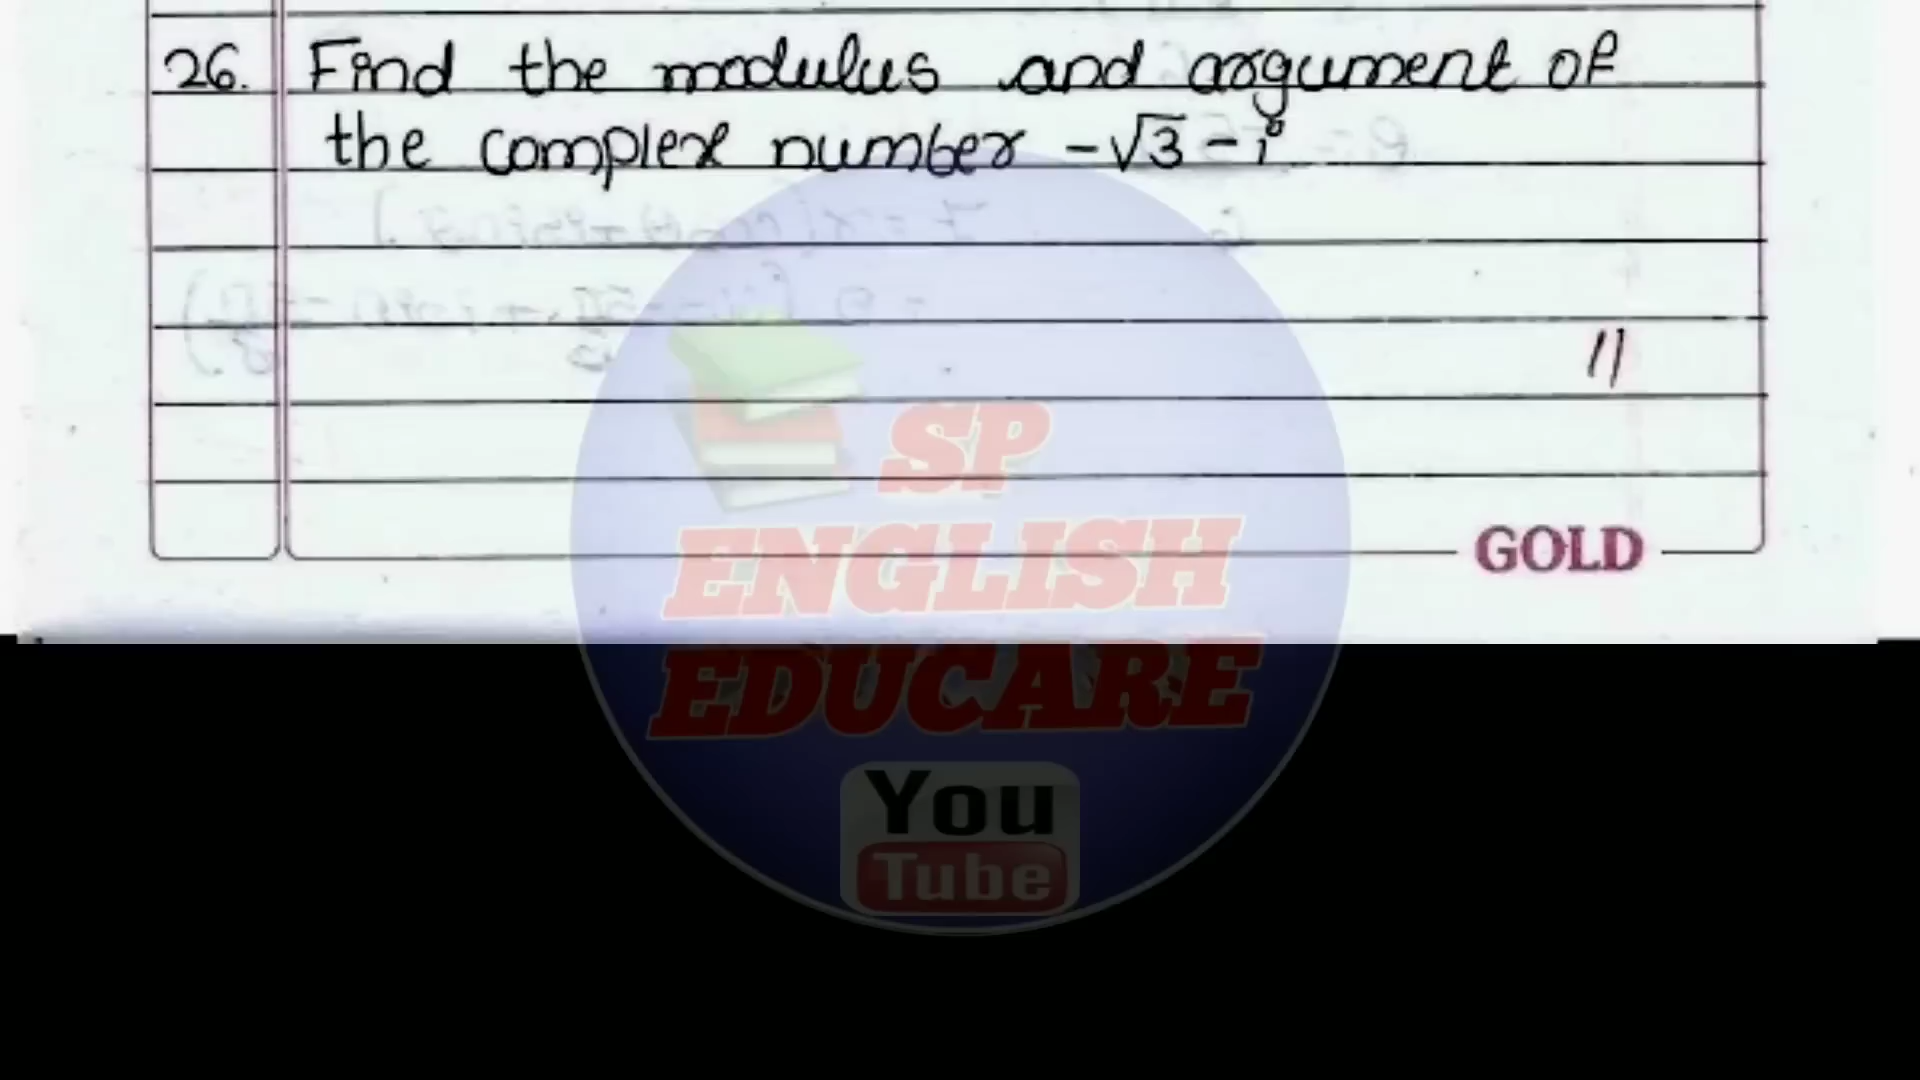 26. Find the modulus and argument of
the complex number -√3 - i
11
SP
ENGLISH
GOLD
EDUCARE
You
Tube